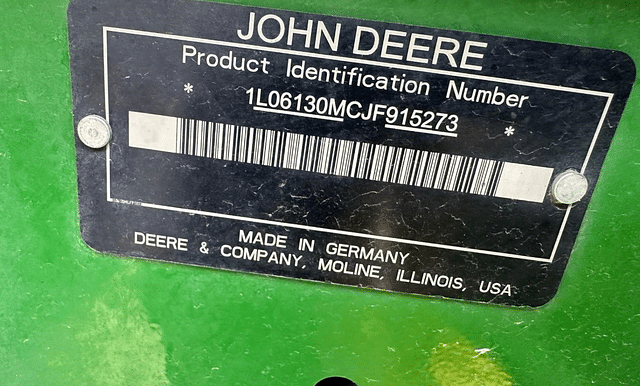 JOHN DEERE
Product Identification Number
* 1L06130MCJF915273 *
MADE IN GERMANY
DEERE & COMPANY, MOLINE, ILLINOIS, USA